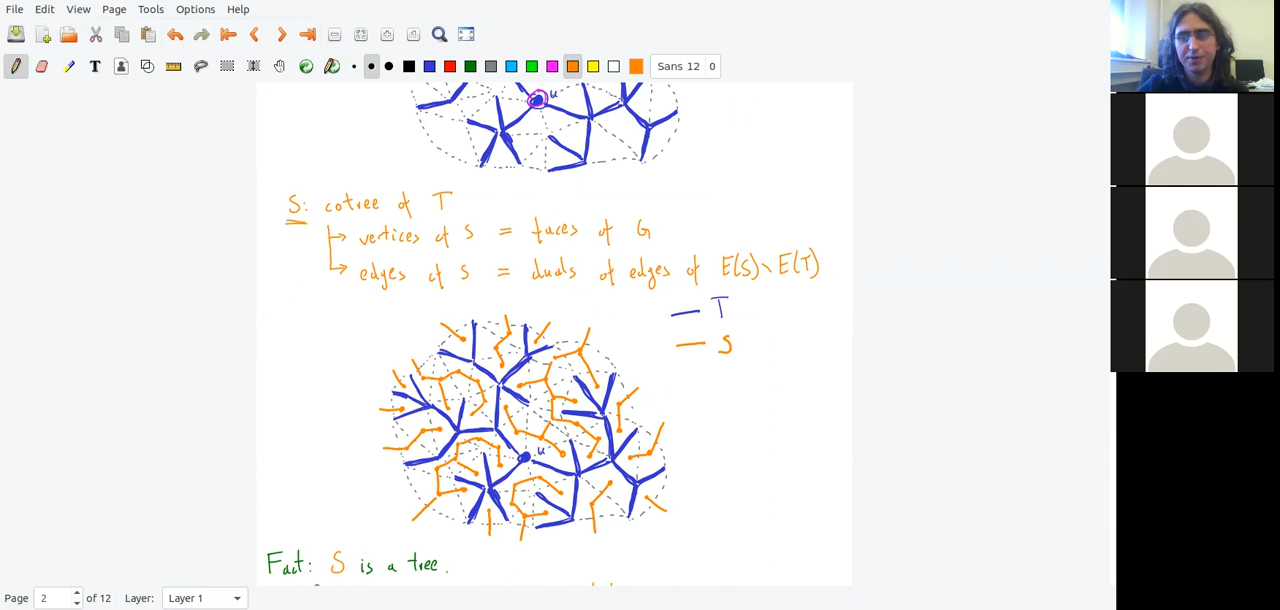 File Edit View Page Tools Options Help
Sans 12 0
u
S: cotree of T
↳ vertices of S = faces of G
↳ edges of S = duals of edges of E(S)\E(T)
T
S
u
Fact: S is a tree.
Page 2 of 12 Layer: Layer 1